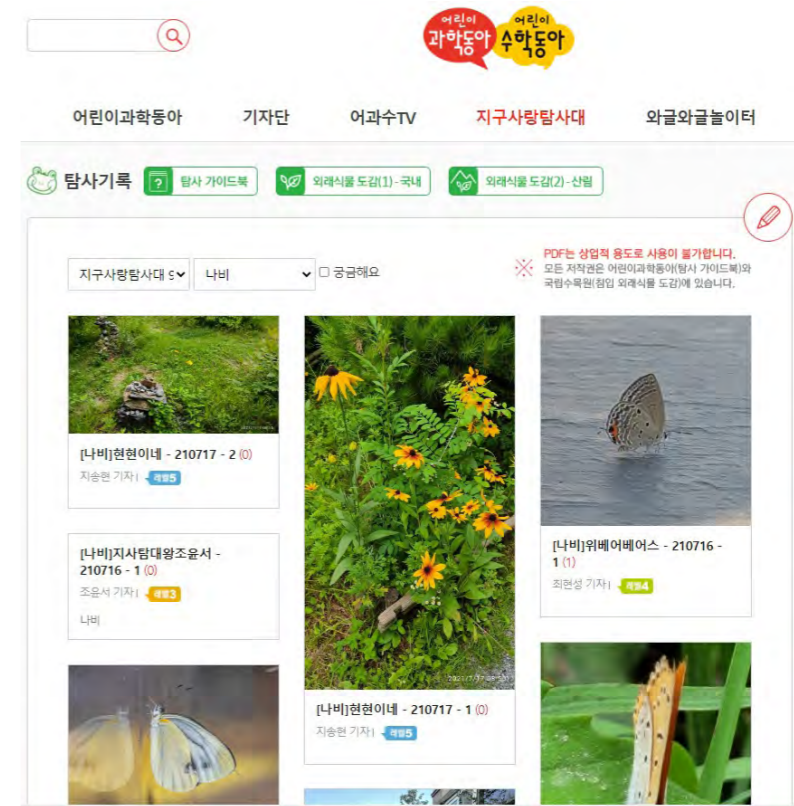 어린이
과학동아
어린이
수학동아
어린이과학동아
기자단
어과수TV
지구사랑탐사대
와글와글놀이터
탐사기록
탐사 가이드북
외래식물 도감(1)-국내
외래식물 도감(2)-산림
지구사랑탐사대 9
나비
궁금해요
※
PDF는 상업적 용도로 사용이 불가합니다.
모든 저작권은 어린이과학동아(탐사 가이드북)와
국립수목원(침입 외래식물 도감)에 있습니다.
[나비]현현이네 - 210717 - 2 (0)
지송현 기자 | 레벨5
[나비]지사탐대왕조윤서 -
210716 - 1 (0)
조윤서 기자 | 레벨3
나비
[나비]현현이네 - 210717 - 1 (0)
지송현 기자 | 레벨5
[나비]위베어베어스 - 210716 -
1 (1)
최현성 기자 | 레벨4